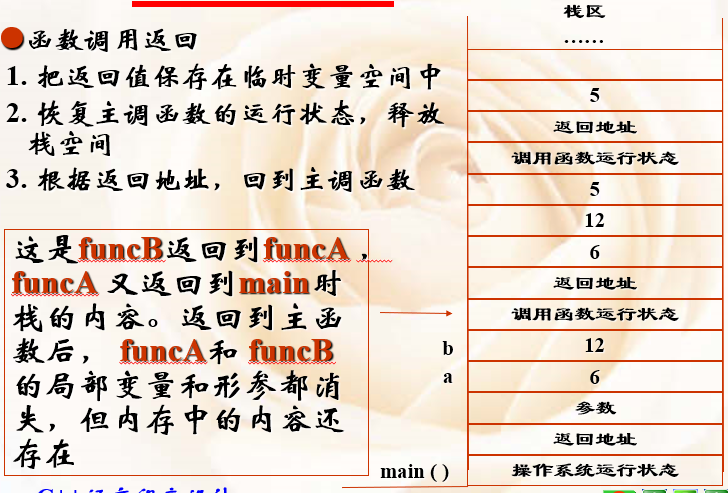 ●函数调用返回
1. 把返回值保存在临时变量空间中
2. 恢复主调函数的运行状态，释放
栈空间
3. 根据返回地址，回到主调函数
这是funcB返回到funcA，
funcA 又返回到main时
栈的内容。返回到主函
数后， funcA和 funcB
的局部变量和形参都消
失，但内存中的内容还
存在
栈区
……
5
返回地址
调用函数运行状态
5
12
6
返回地址
调用函数运行状态
b 12
a 6
参数
返回地址
main ( ) 操作系统运行状态